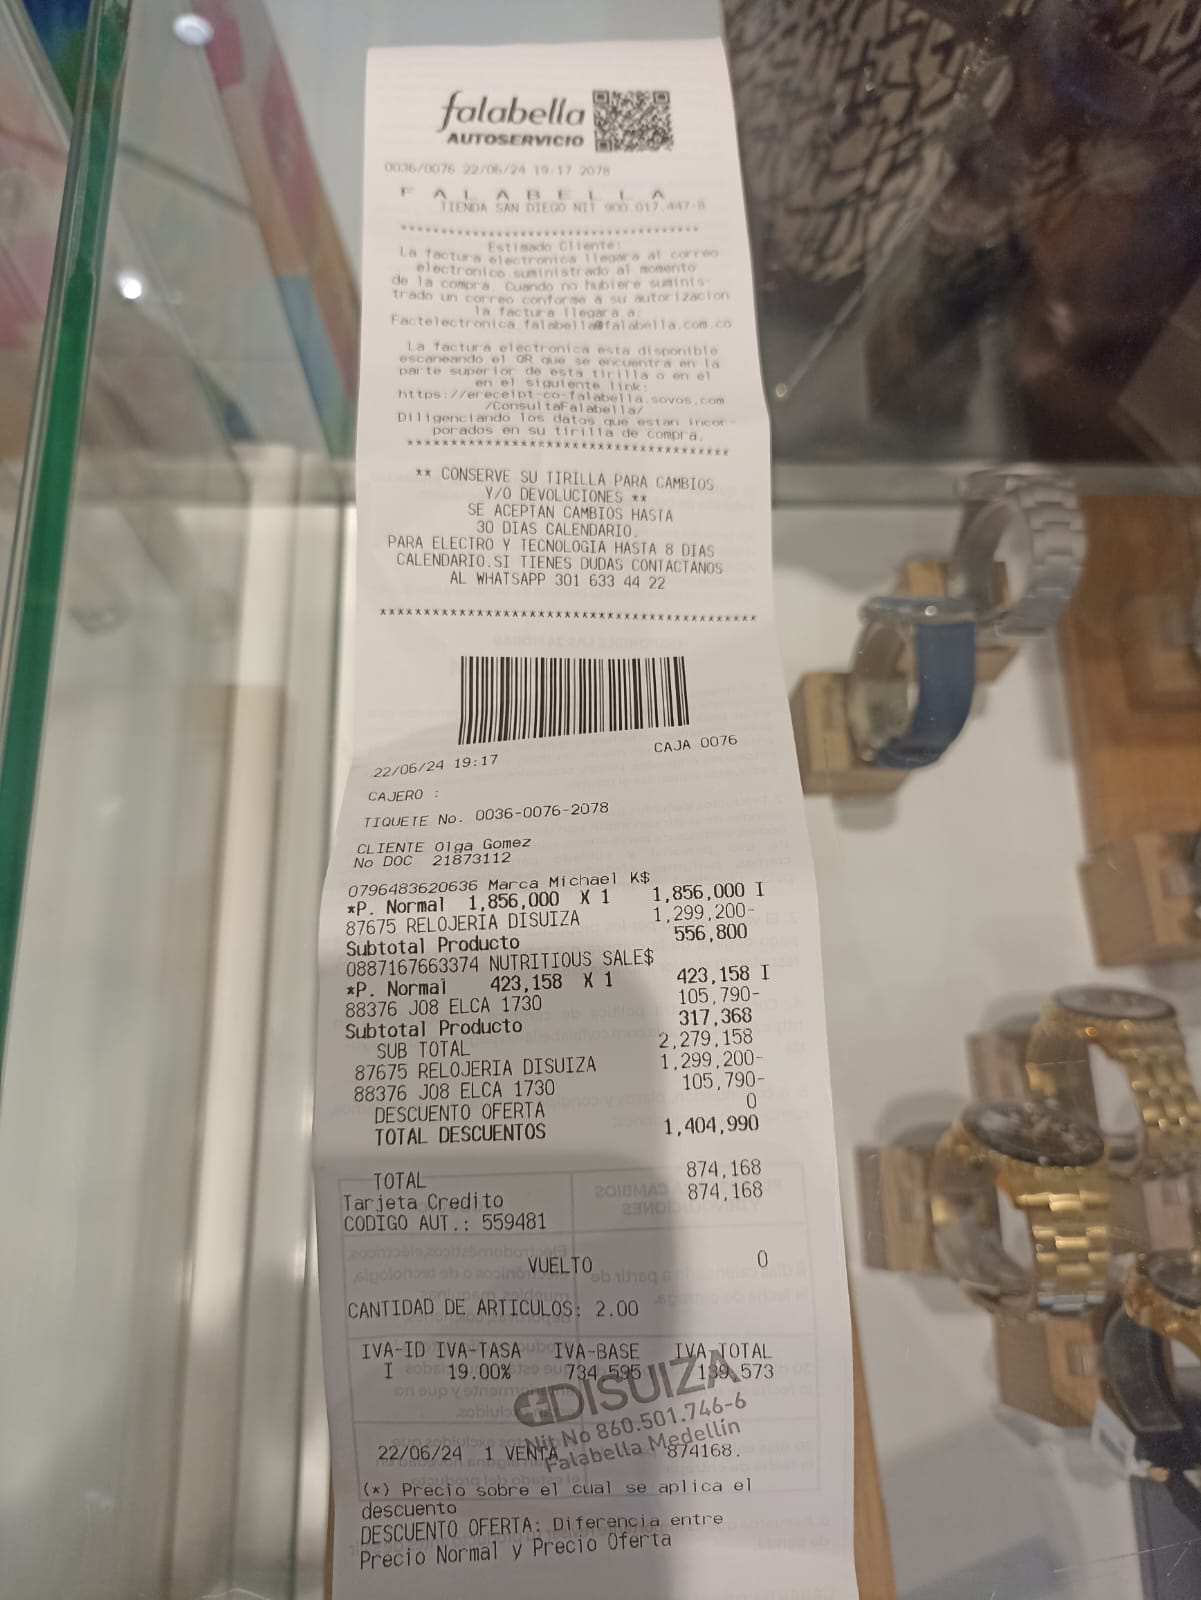 falabella
AUTOSERVICIO
0036/0076 22/06/24 19:17 2078
F A L A B E L L A
TIENDA SAN DIEGO NIT 900.017.447-8
Estimado Cliente:
La factura electronica llegara al correo
electronico suministrado al momento
de la compra. Cuando no hubiere suminis-
trado un correo conforme a su autorizacion
la factura llegara a:
Factelectronica.falabella@falabella.com.co
La factura electronica esta disponible
escaneando el QR que se encuentra en la
parte superior de esta tirilla o en el
en el siguiente link:
https://ereceipt-co-falabella.sovos.com
/ConsultaFalabella/
Diligenciando los datos que estan incor-
porados en su tirilla de compra.
** CONSERVE SU TIRILLA PARA CAMBIOS
Y/O DEVOLUCIONES **
SE ACEPTAN CAMBIOS HASTA
30 DIAS CALENDARIO.
PARA ELECTRO Y TECNOLOGIA HASTA 8 DIAS
CALENDARIO.SI TIENES DUDAS CONTACTANOS
AL WHATSAPP 301 633 44 22
22/06/24 19:17 CAJA 0076
CAJERO :
TIQUETE No. 0036-0076-2078
CLIENTE Olga Gomez
No DOC 21873112
0796483620636 Marca Michael K$
*P. Normal 1,856,000 X 1 1,856,000 I
87675 RELOJERIA DISUIZA 1,299,200-
Subtotal Producto 556,800
0887167663374 NUTRITIOUS SALE$
*P. Normal 423,158 X 1 423,158 I
88376 J08 ELCA 1730 105,790-
Subtotal Producto 317,368
SUB TOTAL 2,279,158
87675 RELOJERIA DISUIZA 1,299,200-
88376 J08 ELCA 1730 105,790-
DESCUENTO OFERTA 0
TOTAL DESCUENTOS 1,404,990
TOTAL 874,168
Tarjeta Credito 874,168
CODIGO AUT.: 559481
VUELTO 0
CANTIDAD DE ARTICULOS: 2.00
IVA-ID IVA-TASA IVA-BASE IVA-TOTAL
I 19.00% 734,595 139,573
DISUIZA
Nit No 860.501.746-6
Falabella Medellín
22/06/24 1 VENTA 874168.
(*) Precio sobre el cual se aplica el
descuento
DESCUENTO OFERTA: Diferencia entre
Precio Normal y Precio Oferta